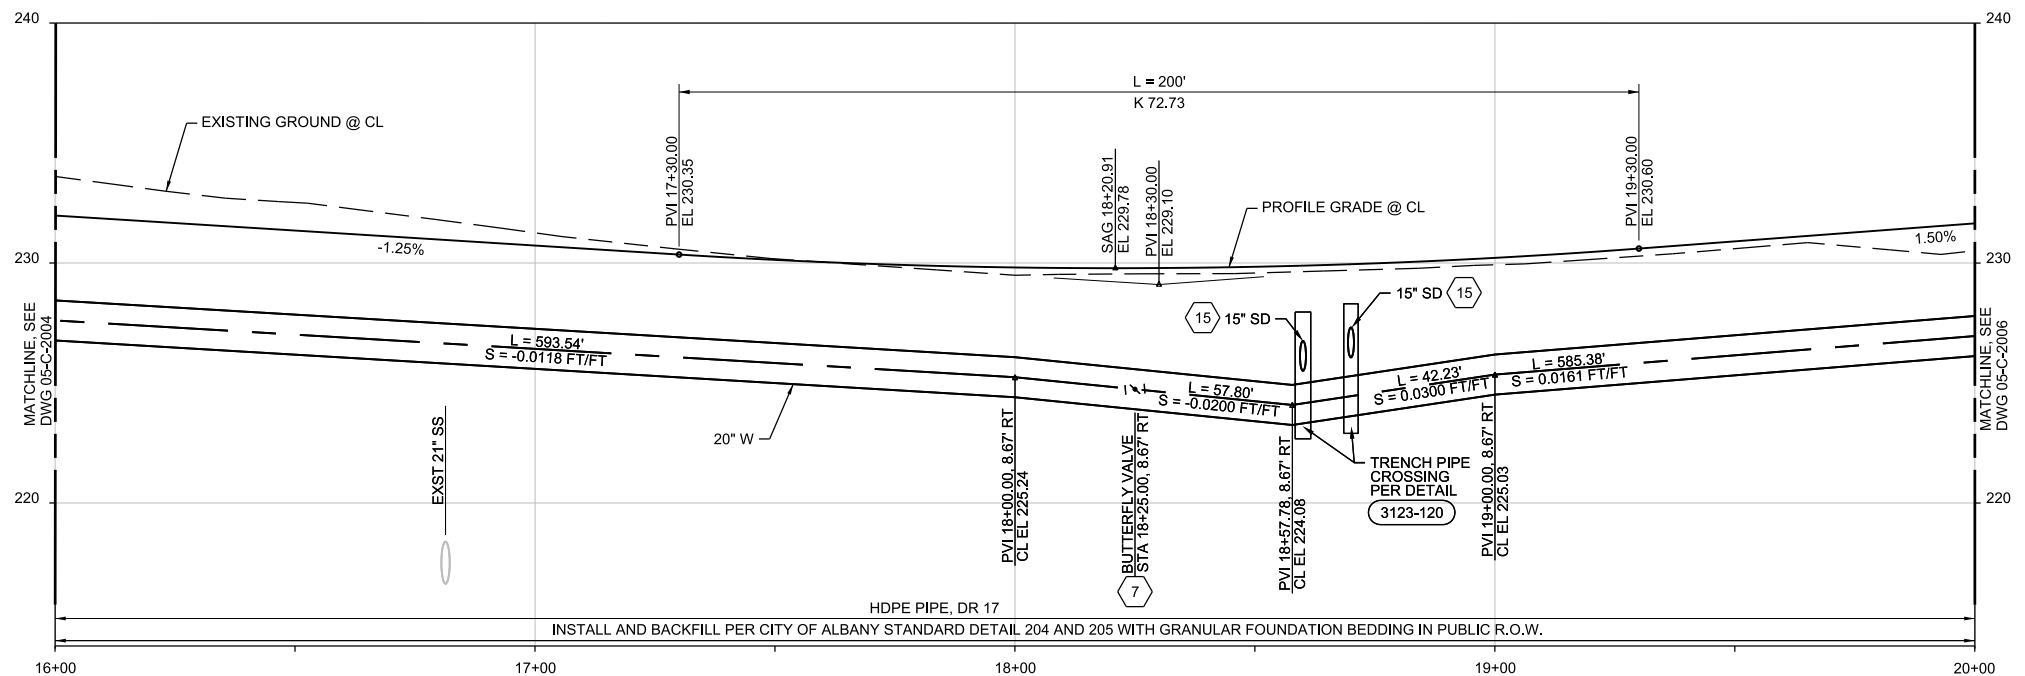 240
240
L = 200'
K 72.73
EXISTING GROUND @ CL
PVI 17+30.00
EL 230.35
SAG 18+20.91
EL 229.78
PVI 18+30.00
EL 229.10
PROFILE GRADE @ CL
PVI 19+30.00
EL 230.60
-1.25%
1.50%
230
230
MATCHLINE, SEE
DWG 05-C-2004
MATCHLINE, SEE
DWG 05-C-2006
15
15" SD
15" SD
15
L = 593.54'
S = -0.0118 FT/FT
L = 57.80'
S = -0.0200 FT/FT
L = 42.23'
S = 0.0300 FT/FT
L = 585.38'
S = 0.0161 FT/FT
20" W
EXST 21" SS
PVI 18+00.00, 8.67' RT
CL EL 225.24
BUTTERFLY VALVE
STA 18+25.00, 8.67' RT
7
PVI 18+57.78, 8.67' RT
CL EL 224.08
TRENCH PIPE
CROSSING
PER DETAIL
3123-120
PVI 19+00.00, 8.67' RT
CL EL 225.03
220
220
HDPE PIPE, DR 17
INSTALL AND BACKFILL PER CITY OF ALBANY STANDARD DETAIL 204 AND 205 WITH GRANULAR FOUNDATION BEDDING IN PUBLIC R.O.W.
16+00
17+00
18+00
19+00
20+00